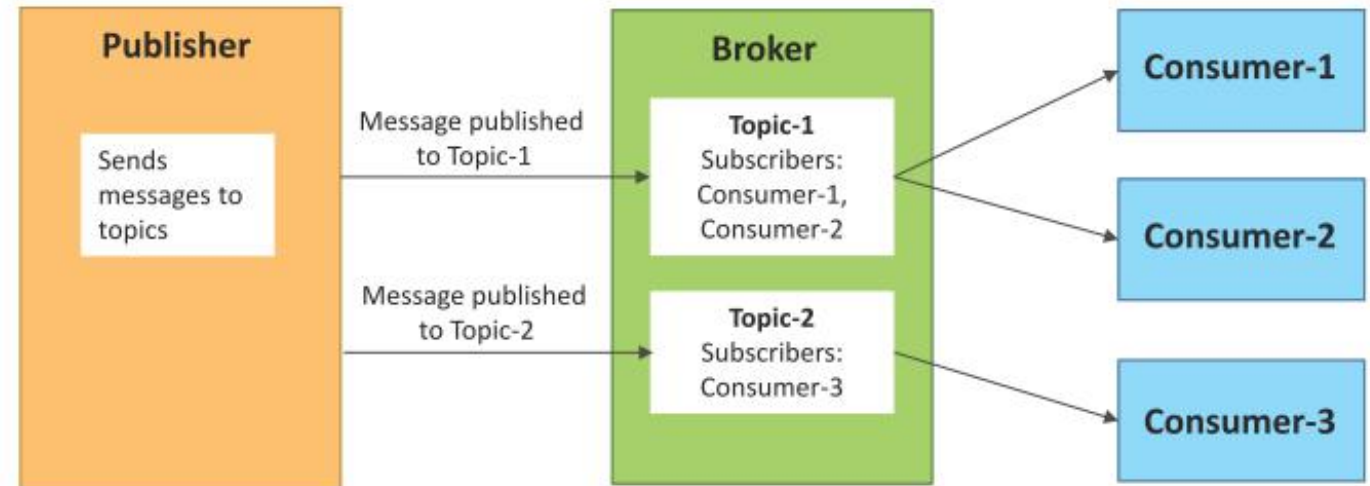 Publisher
Sends
messages to
topics
Message published
to Topic-1
Message published
to Topic-2
Broker
Topic-1
Subscribers:
Consumer-1,
Consumer-2
Topic-2
Subscribers:
Consumer-3
Consumer-1
Consumer-2
Consumer-3